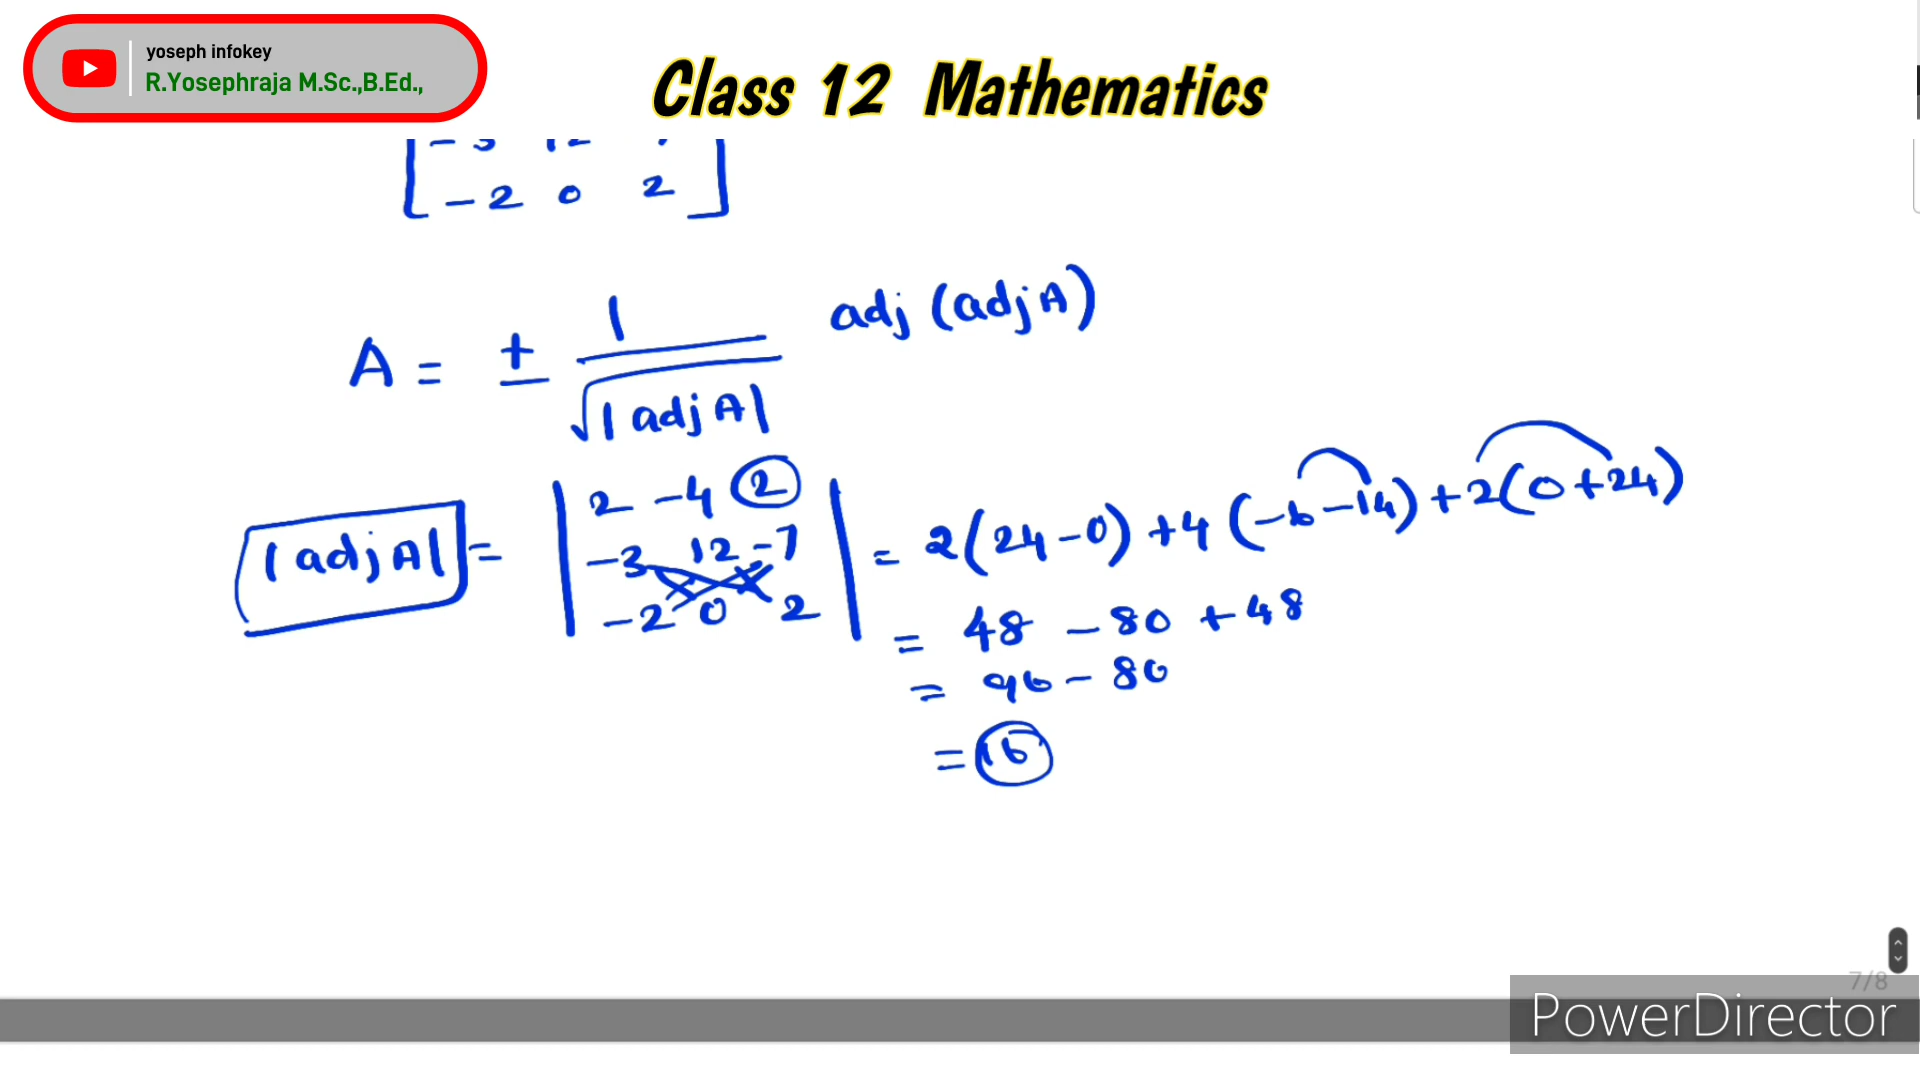 yoseph infokey
R.Yosephraja M.Sc.,B.Ed.,
Class 12 Mathematics
-2 0 2
A = ± 1/√|adj A| adj (adj A)
|adj A| = | 2 -4 2 | = 2(24-0) +4(-6-14) +2(0+24)
| -3 12 -7 |
| -2 0 2 |
= 48 - 80 + 48
= 96 - 80
= 16
7/8
PowerDirector